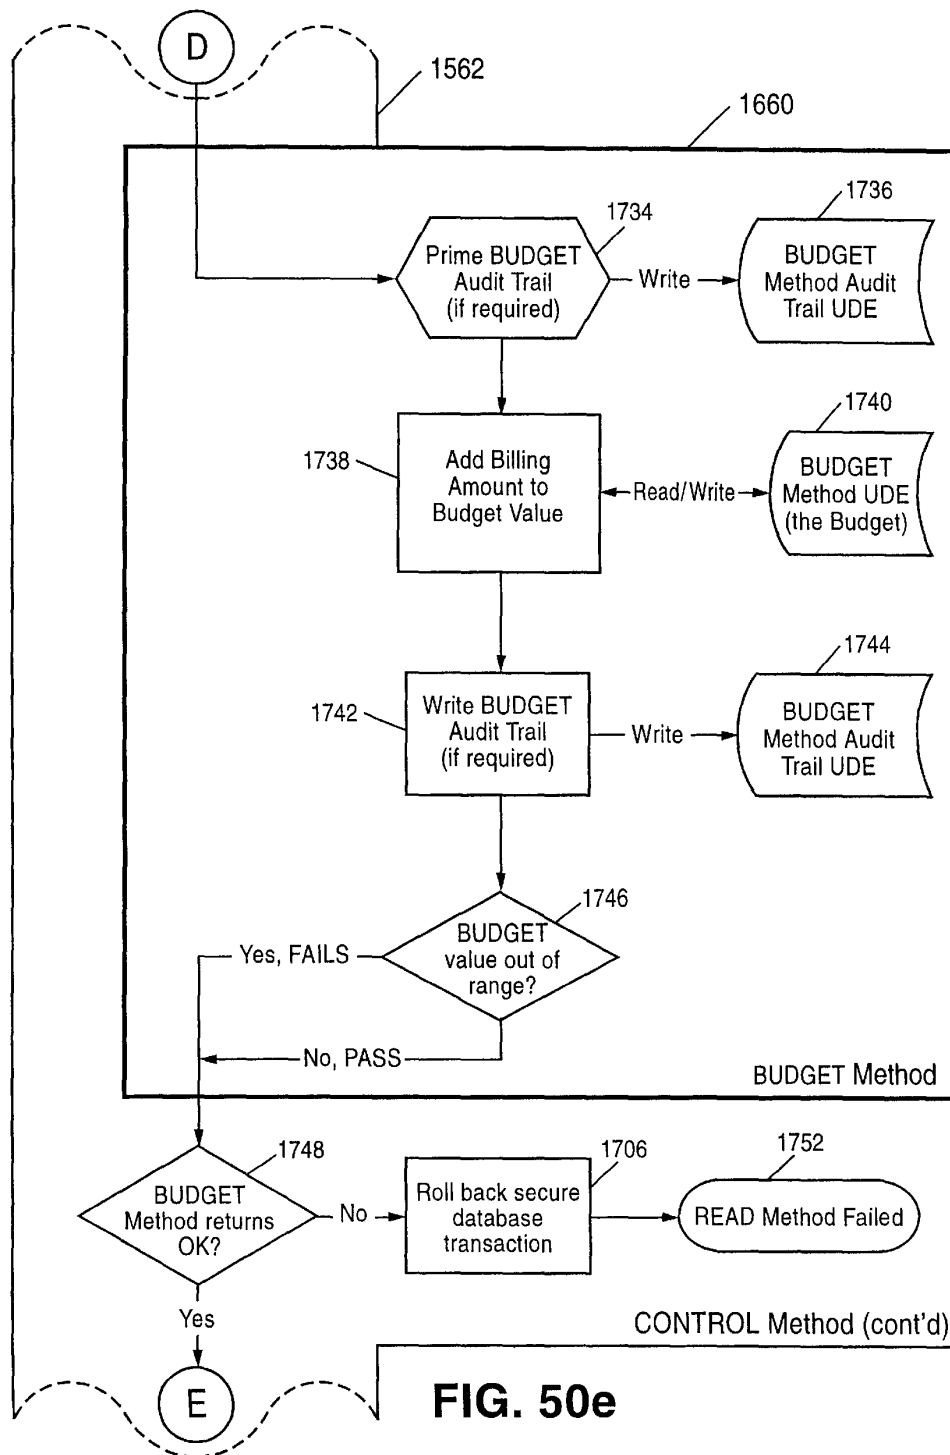 D
1562
1660
1734
1736
Prime BUDGET
Audit Trail
(if required)
Write
BUDGET
Method Audit
Trail UDE
1740
1738
Add Billing
Amount to
Budget Value
Read/Write
BUDGET
Method UDE
(the Budget)
1744
1742
Write BUDGET
Audit Trail
(if required)
Write
BUDGET
Method Audit
Trail UDE
1746
BUDGET
value out of
range?
Yes, FAILS
No, PASS
BUDGET Method
1748
1706
1752
BUDGET
Method returns
OK?
No
Roll back secure
database
transaction
READ Method Failed
Yes
CONTROL Method (cont'd)
E
FIG. 50e